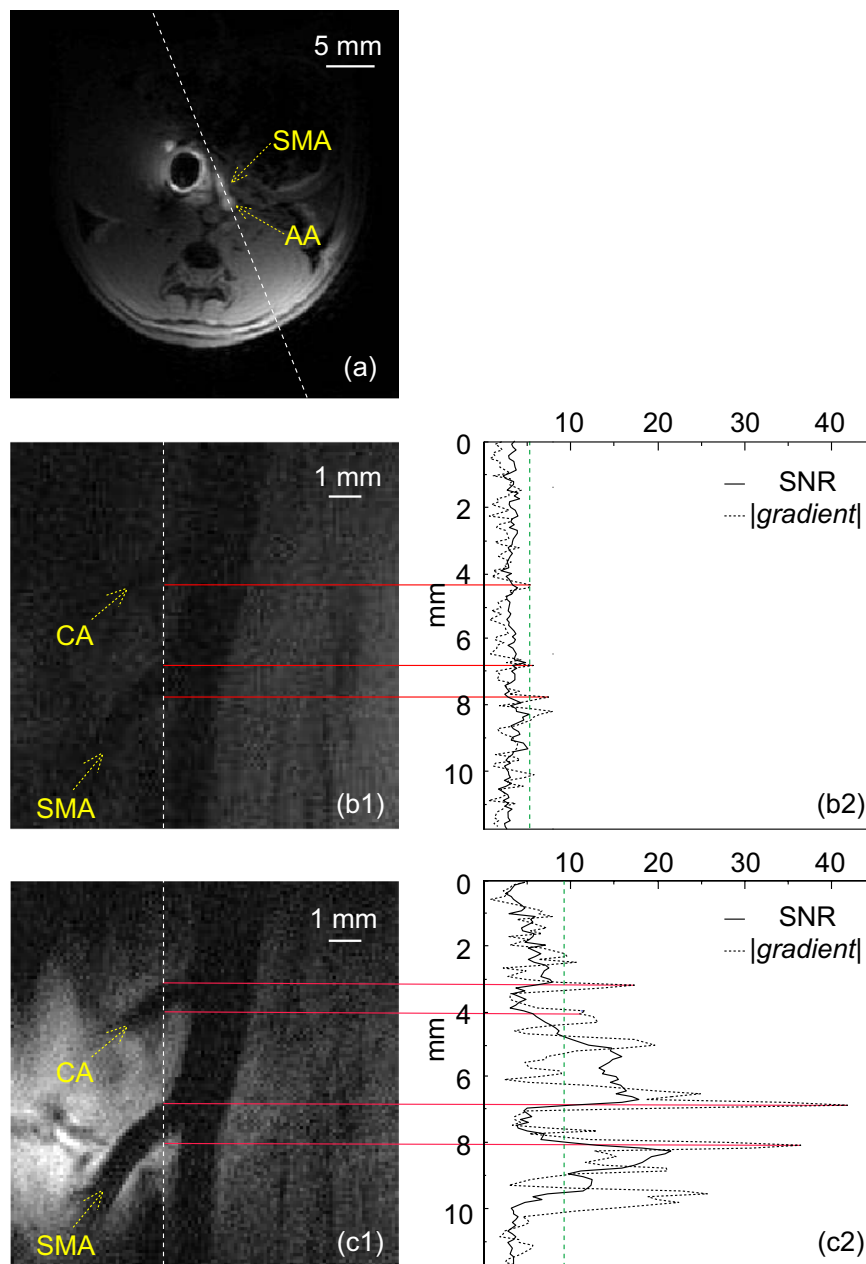 5 mm
SMA
AA
(a)
10 20 30 40
1 mm
CA
SMA
(b1)
0
2
4
6
8
10
mm
SNR
|gradient|
(b2)
10 20 30 40
1 mm
CA
SMA
(c1)
0
2
4
6
8
10
mm
SNR
|gradient|
(c2)